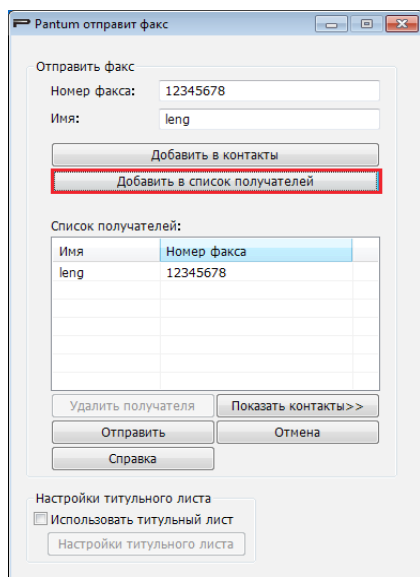 Pantum отправит факс
Отправить факс
Номер факса: 12345678
Имя: leng
Добавить в контакты
Добавить в список получателей
Список получателей:
Имя Номер факса
leng 12345678
Удалить получателя Показать контакты>>
Отправить Отмена
Справка
Настройки титульного листа
Использовать титульный лист
Настройки титульного листа